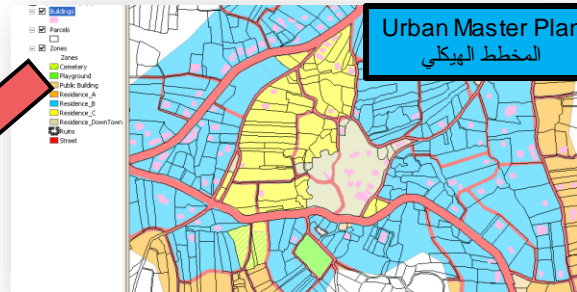 Buildings
Parcels
Zones
Zones
Cemetery
Playground
Public Building
Residence_A
Residence_B
Residence_C
Residence_DownTown
Ruins
Street
Urban Master Plan
المخطط الهيكلي